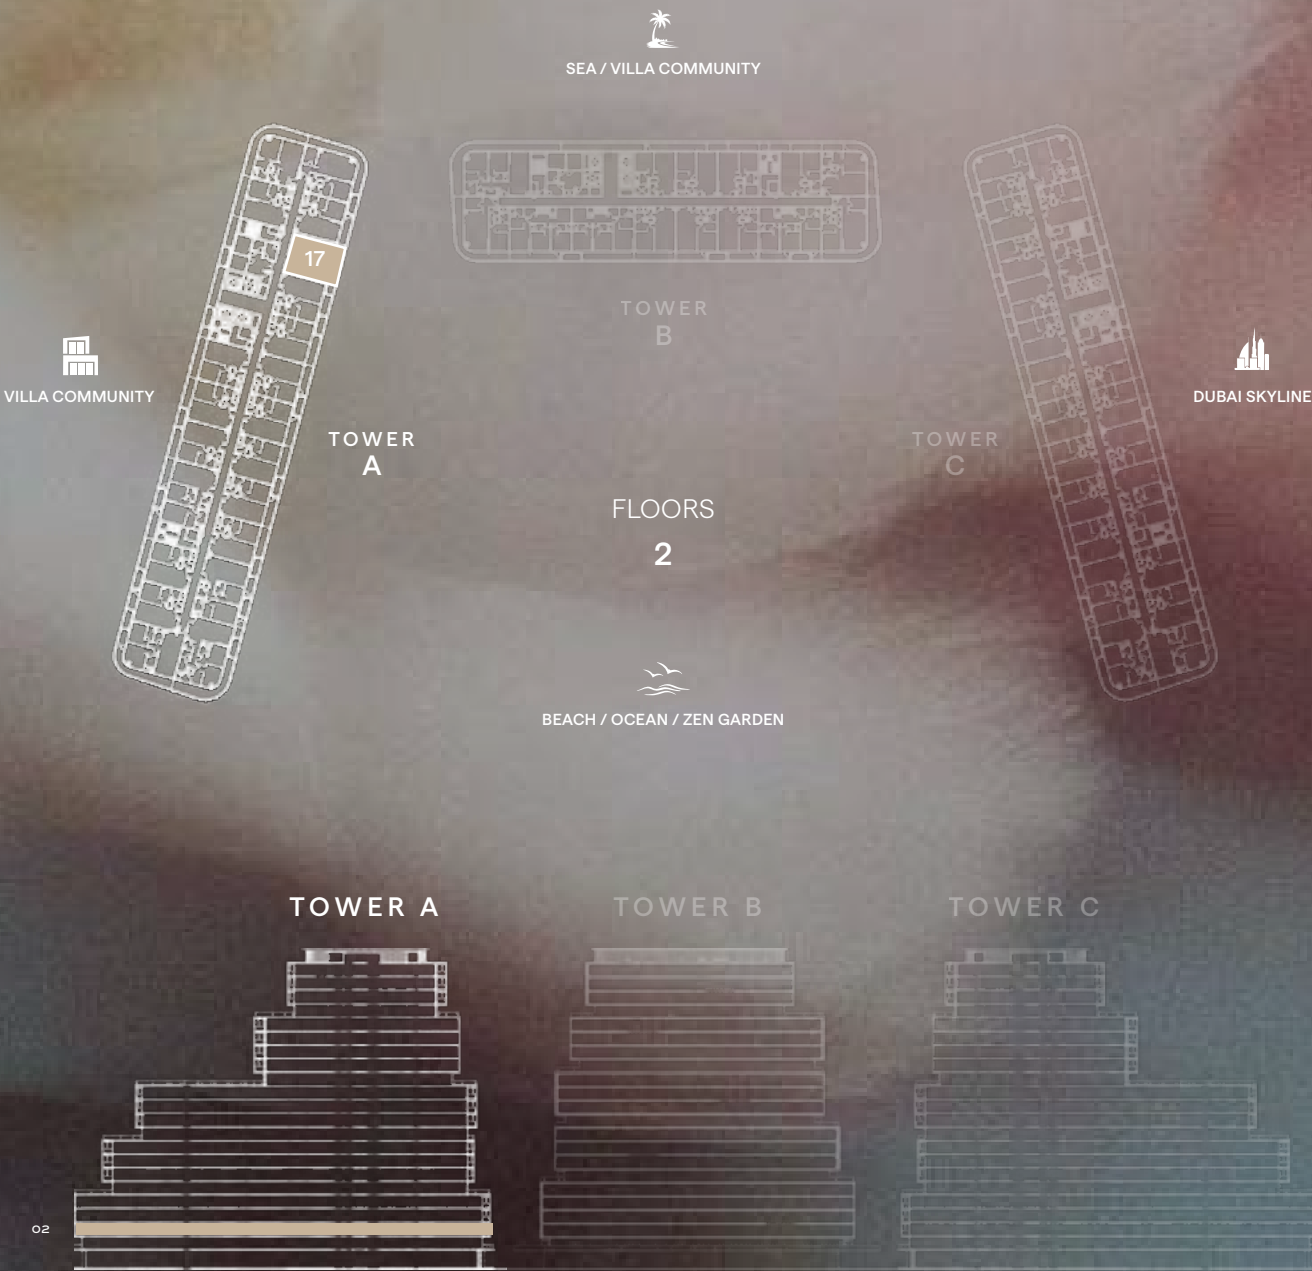 SEA / VILLA COMMUNITY
17
TOWER
B
VILLA COMMUNITY
DUBAI SKYLINE
TOWER
A
TOWER
C
FLOORS
2
BEACH / OCEAN / ZEN GARDEN
TOWER A
TOWER B
TOWER C
02